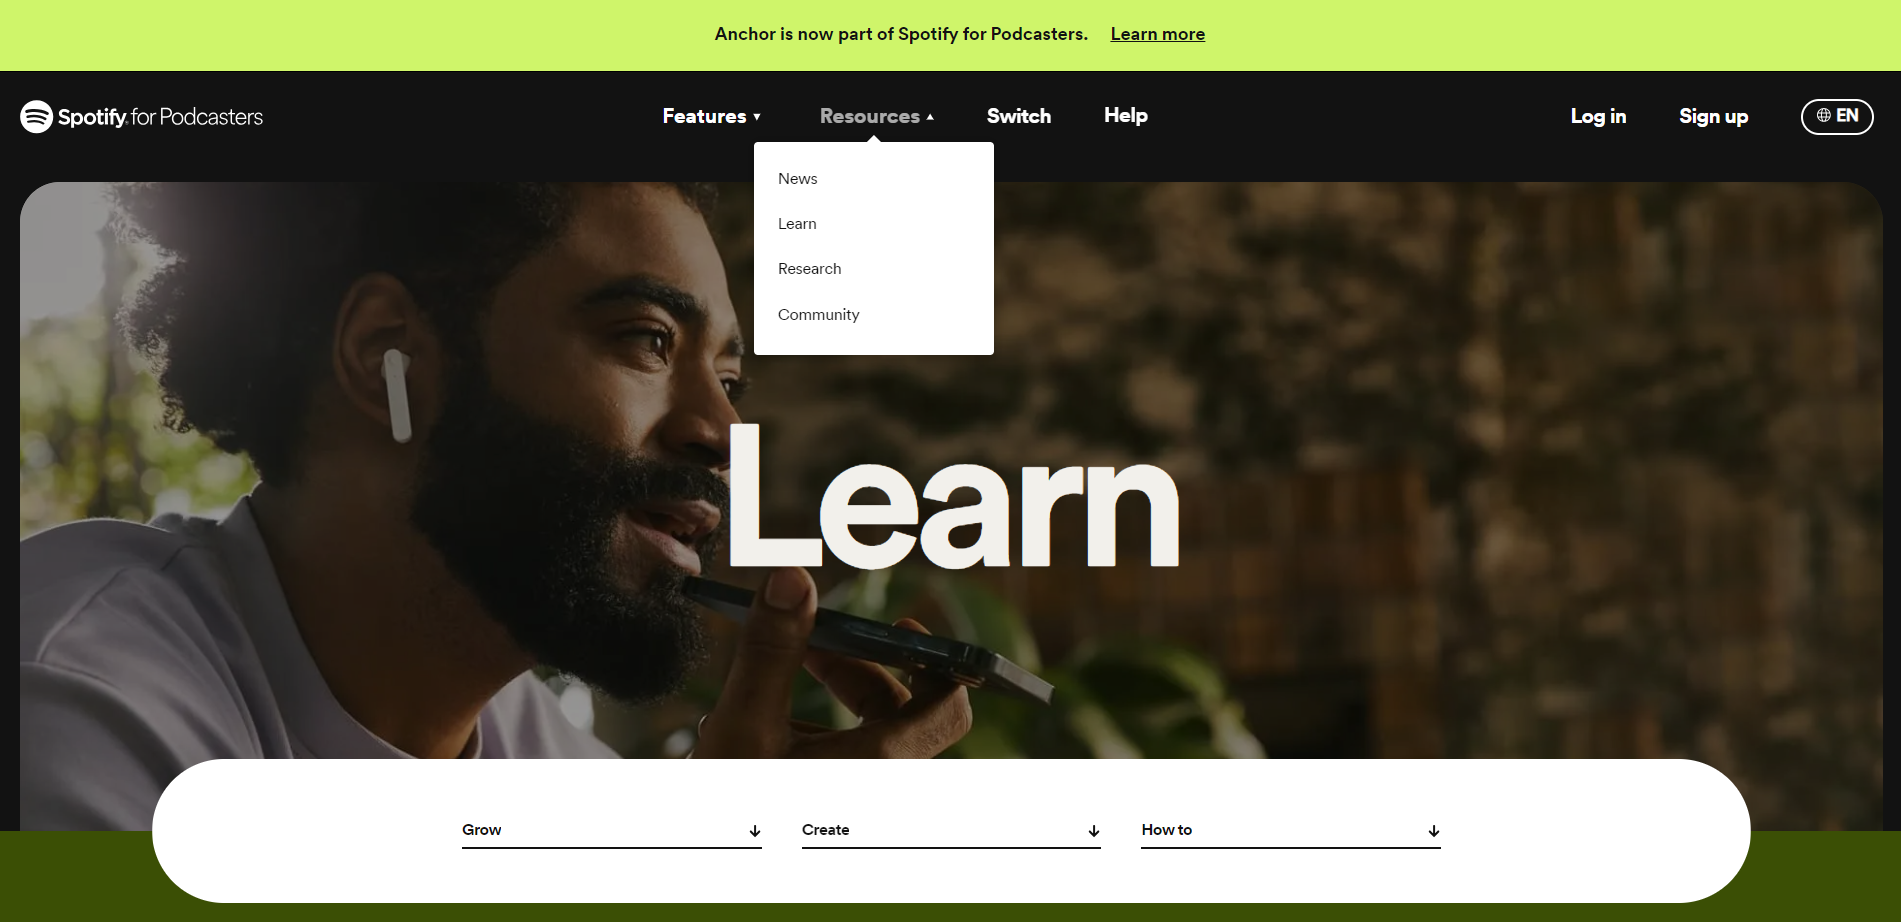 Anchor is now part of Spotify for Podcasters. Learn more
Spotify for Podcasters Features Resources Switch Help Log in Sign up EN
News
Learn
Research
Community
Learn
Grow Create How to